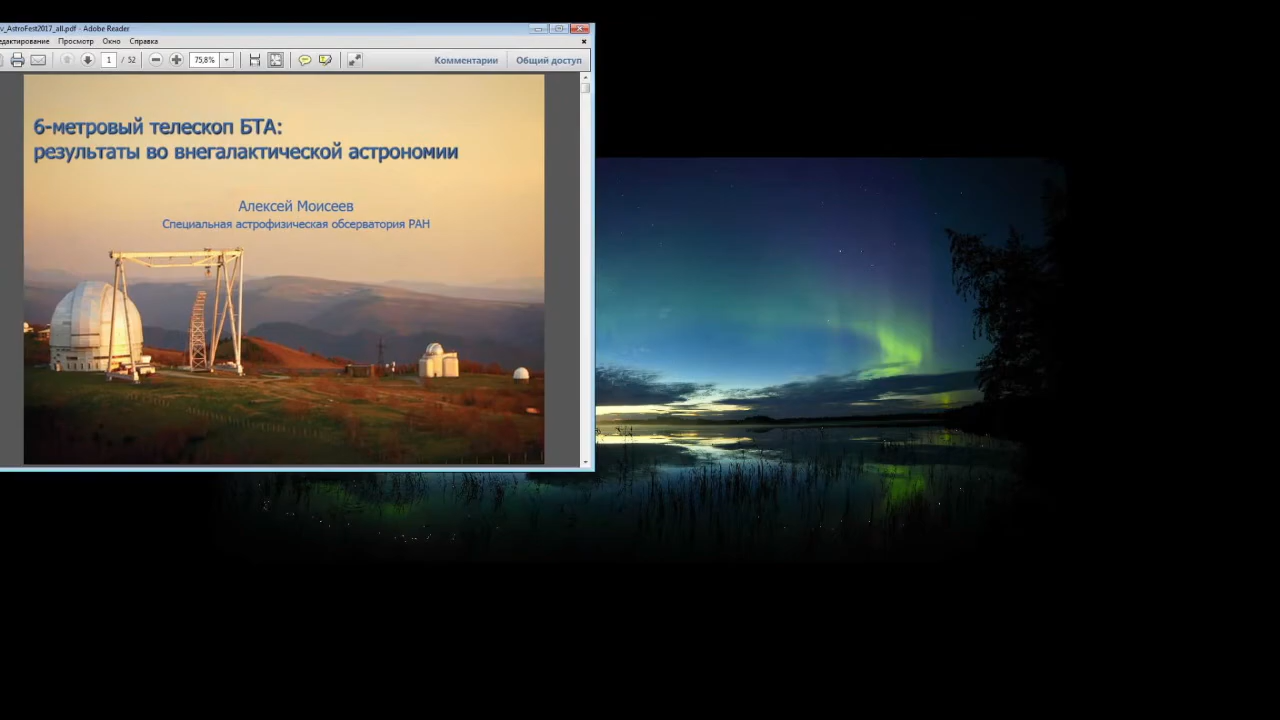 v_AstroFest2017_all.pdf - Adobe Reader
едактирование Просмотр Окно Справка
1 / 52 75,8% Комментарии Общий доступ
6-метровый телескоп БТА:
результаты во внегалактической астрономии
Алексей Моисеев
Специальная астрофизическая обсерватория РАН